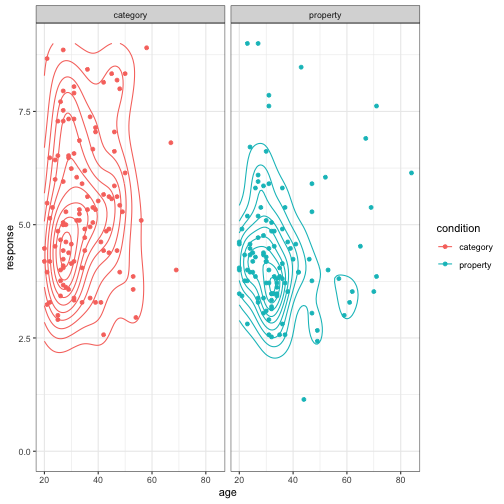 category property
response
7.5
5.0
2.5
0.0
20 40 60 80 20 40 60 80
age
condition
category
property